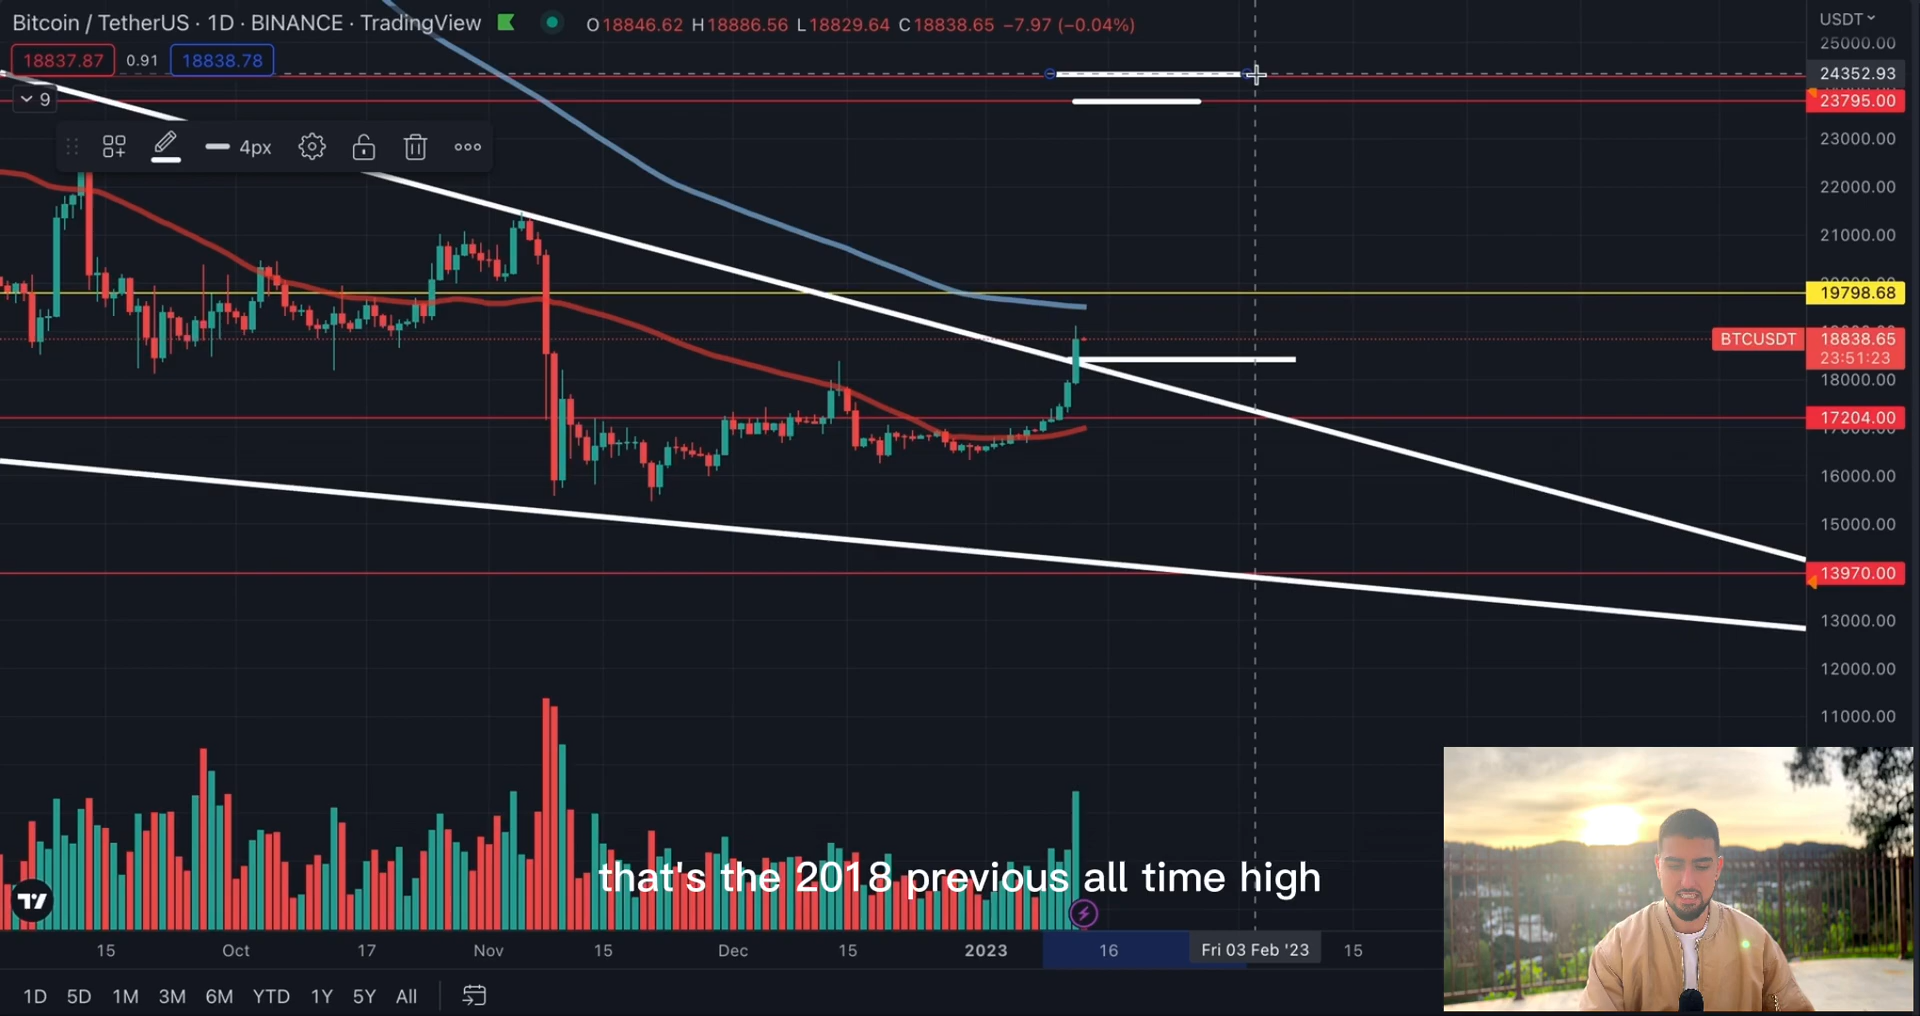 Bitcoin / TetherUS · 1D · BINANCE · TradingView O18846.62 H18886.56 L18829.64 C18838.65 −7.97 (−0.04%)
USDT
25000.00
18837.87 0.91 18838.78
24352.93
9
23795.00
4px
23000.00
22000.00
21000.00
19798.68
BTCUSDT 18838.65
23:51:23
18000.00
17204.00
16000.00
15000.00
13970.00
13000.00
12000.00
11000.00
that's the 2018 previous all time high
15 Oct 17 Nov 15 Dec 15 2023 16 Fri 03 Feb '23 15
1D 5D 1M 3M 6M YTD 1Y 5Y All